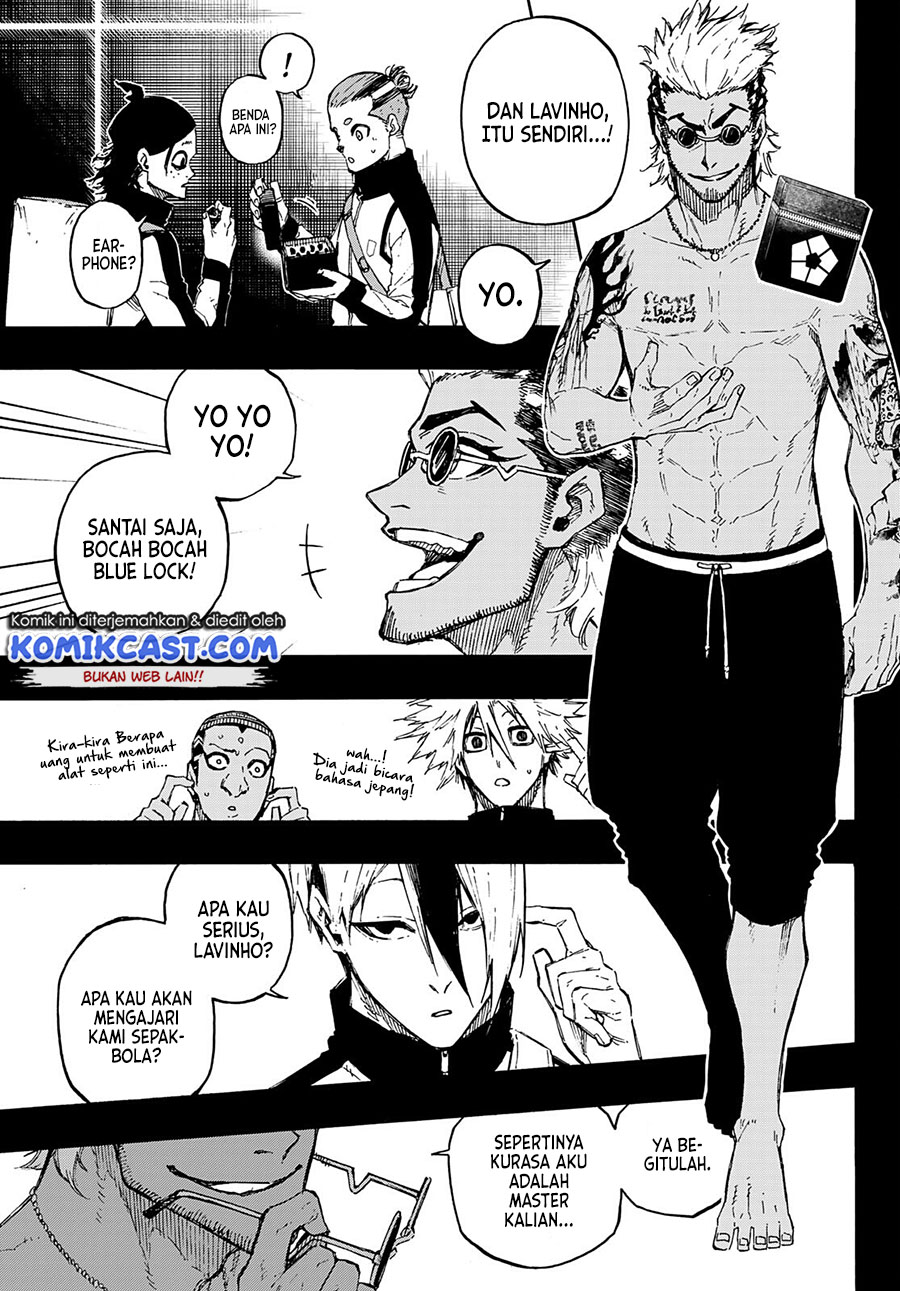 DAN LAVINHO,
ITU SENDIRI...!
!
BENDA
APA INI?
EAR-
PHONE?
YO.
YO YO
YO!
SANTAI SAJA,
BOCAH BOCAH
BLUE LOCK!
Komik ini diterjemahkan & diedit oleh
KOMIKCAST.COM
BUKAN WEB LAIN!!
wah...!
Dia jadi bicara
bahasa jepang!
Kira-kira Berapa
uang untuk membuat
alat seperti ini...
APA KAU
SERIUS,
LAVINHO?
APA KAU AKAN
MENGAJARI
KAMI SEPAK-
BOLA?
YA BE-
GITULAH.
SEPERTINYA
KURASA AKU
ADALAH
MASTER
KALIAN...